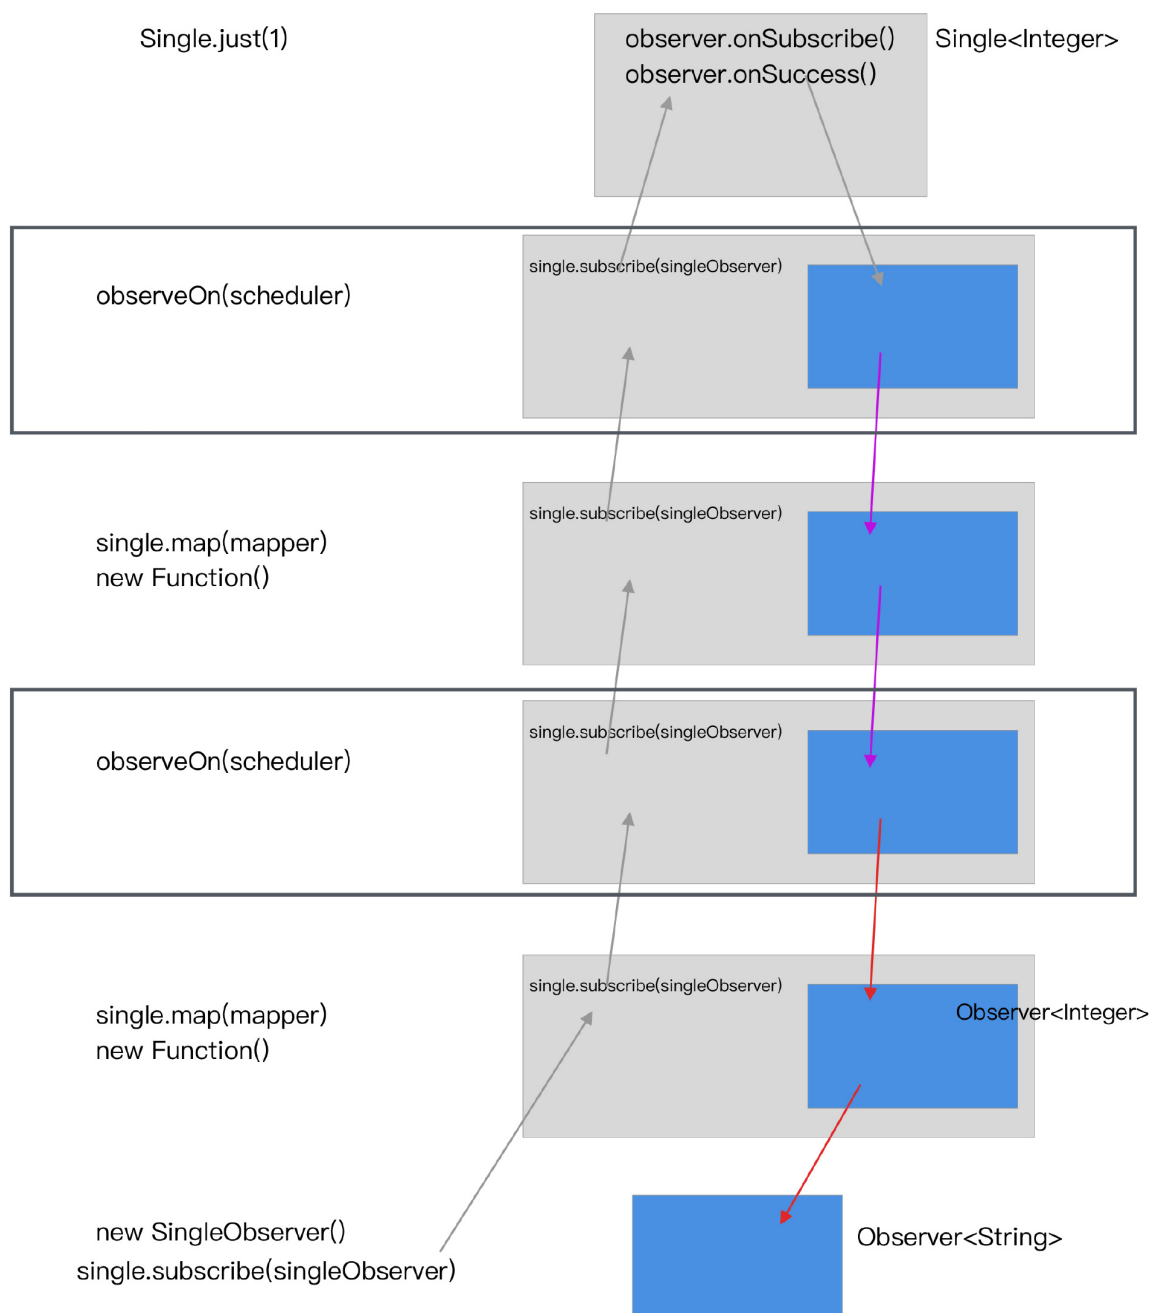 Single.just(1)
observer.onSubscribe()
observer.onSuccess()
Single<Integer>
observeOn(scheduler)
single.subscribe(singleObserver)
single.map(mapper)
new Function()
single.subscribe(singleObserver)
observeOn(scheduler)
single.subscribe(singleObserver)
single.map(mapper)
new Function()
single.subscribe(singleObserver)
Observer<Integer>
new SingleObserver()
single.subscribe(singleObserver)
Observer<String>